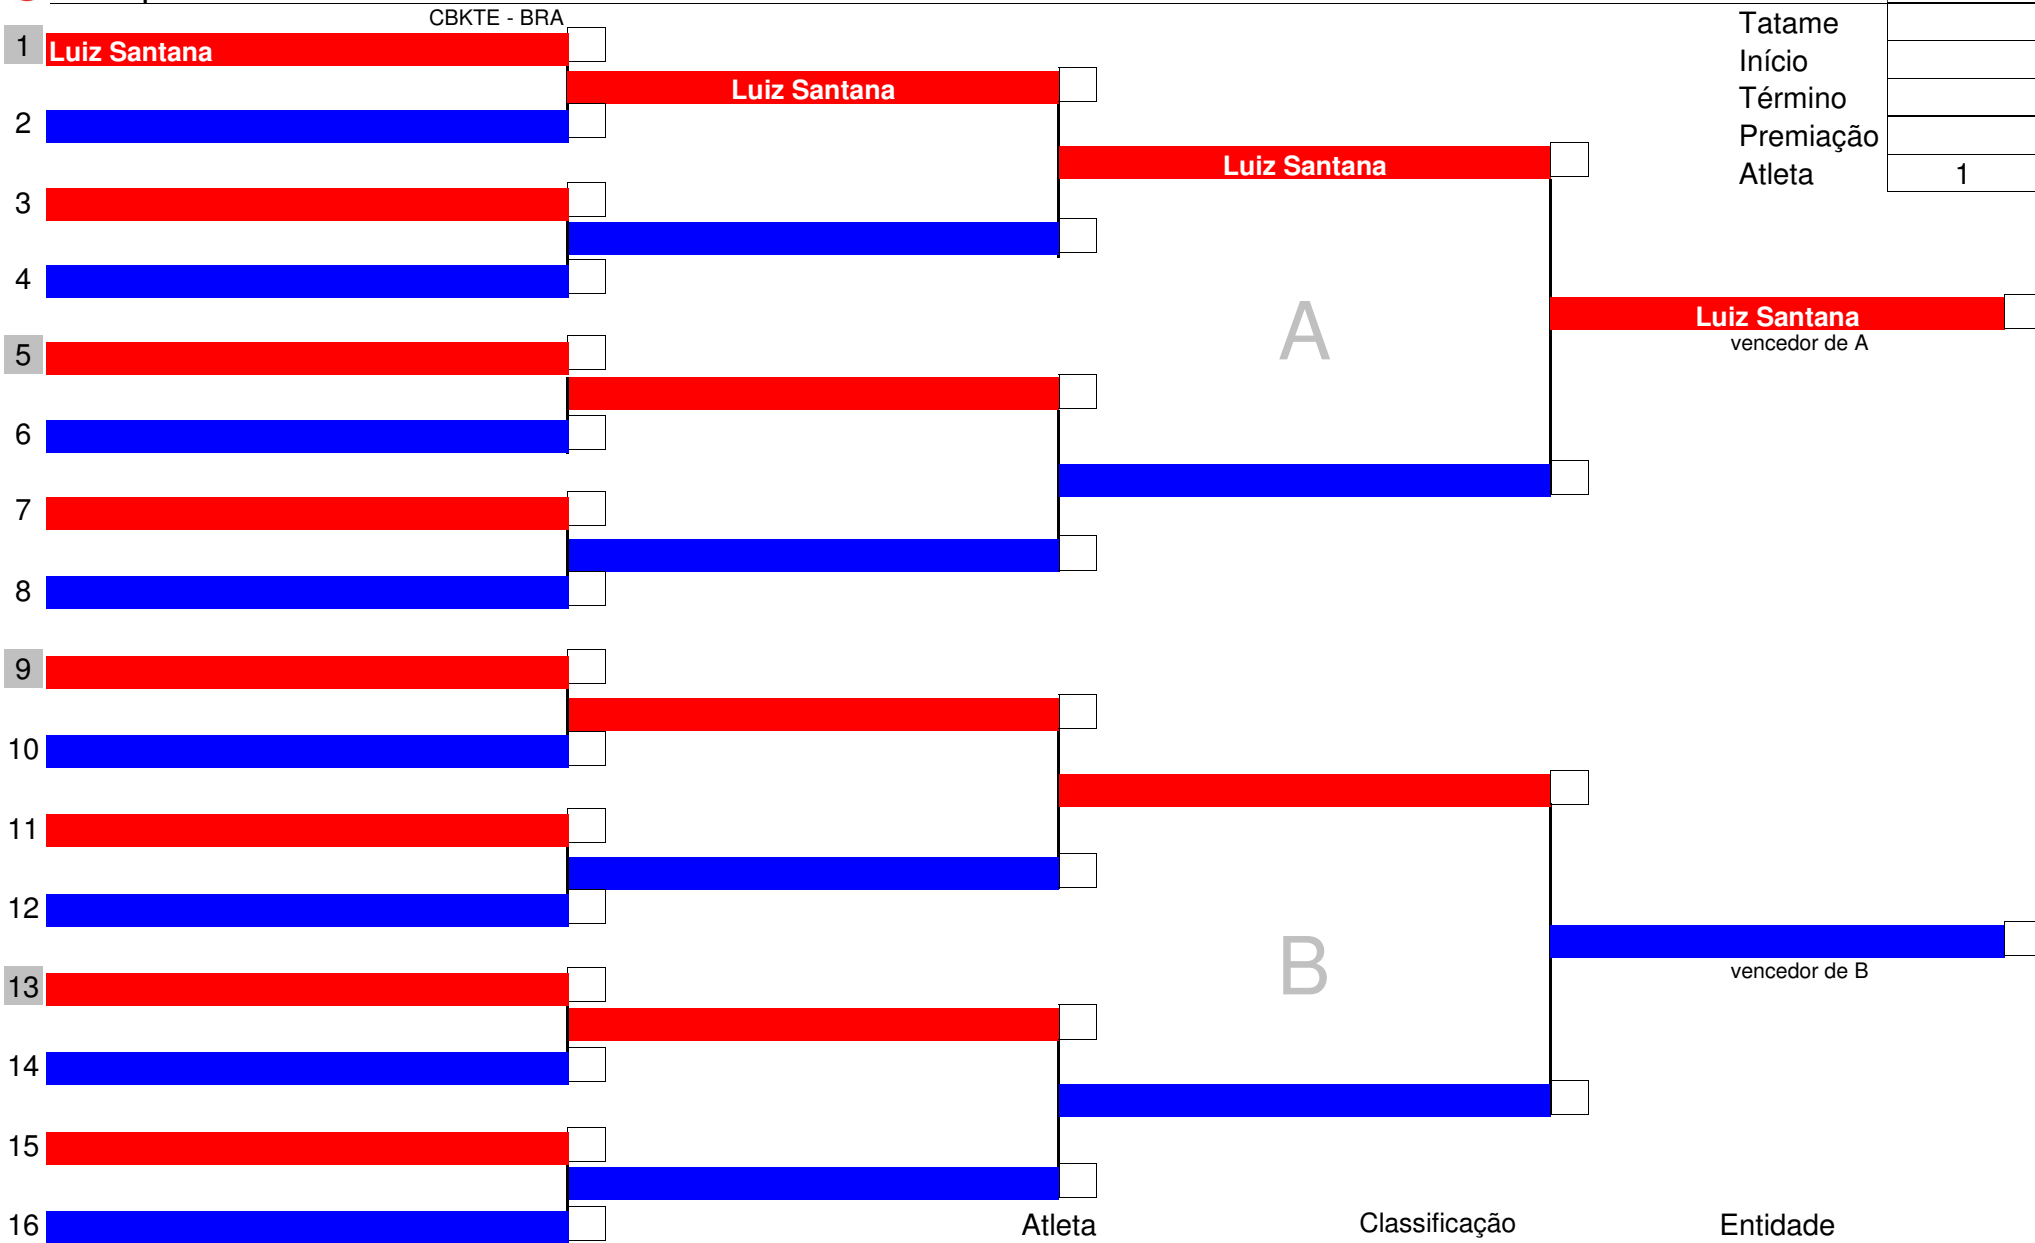 CBKTE - BRA
Tatame
1 Luiz Santana
Início
Luiz Santana
Término
2
Premiação
Luiz Santana
Atleta 1
3
4
Luiz Santana
A
vencedor de A
5
6
7
8
9
10
11
12
B
vencedor de B
13
14
15
16
Atleta Classificação Entidade